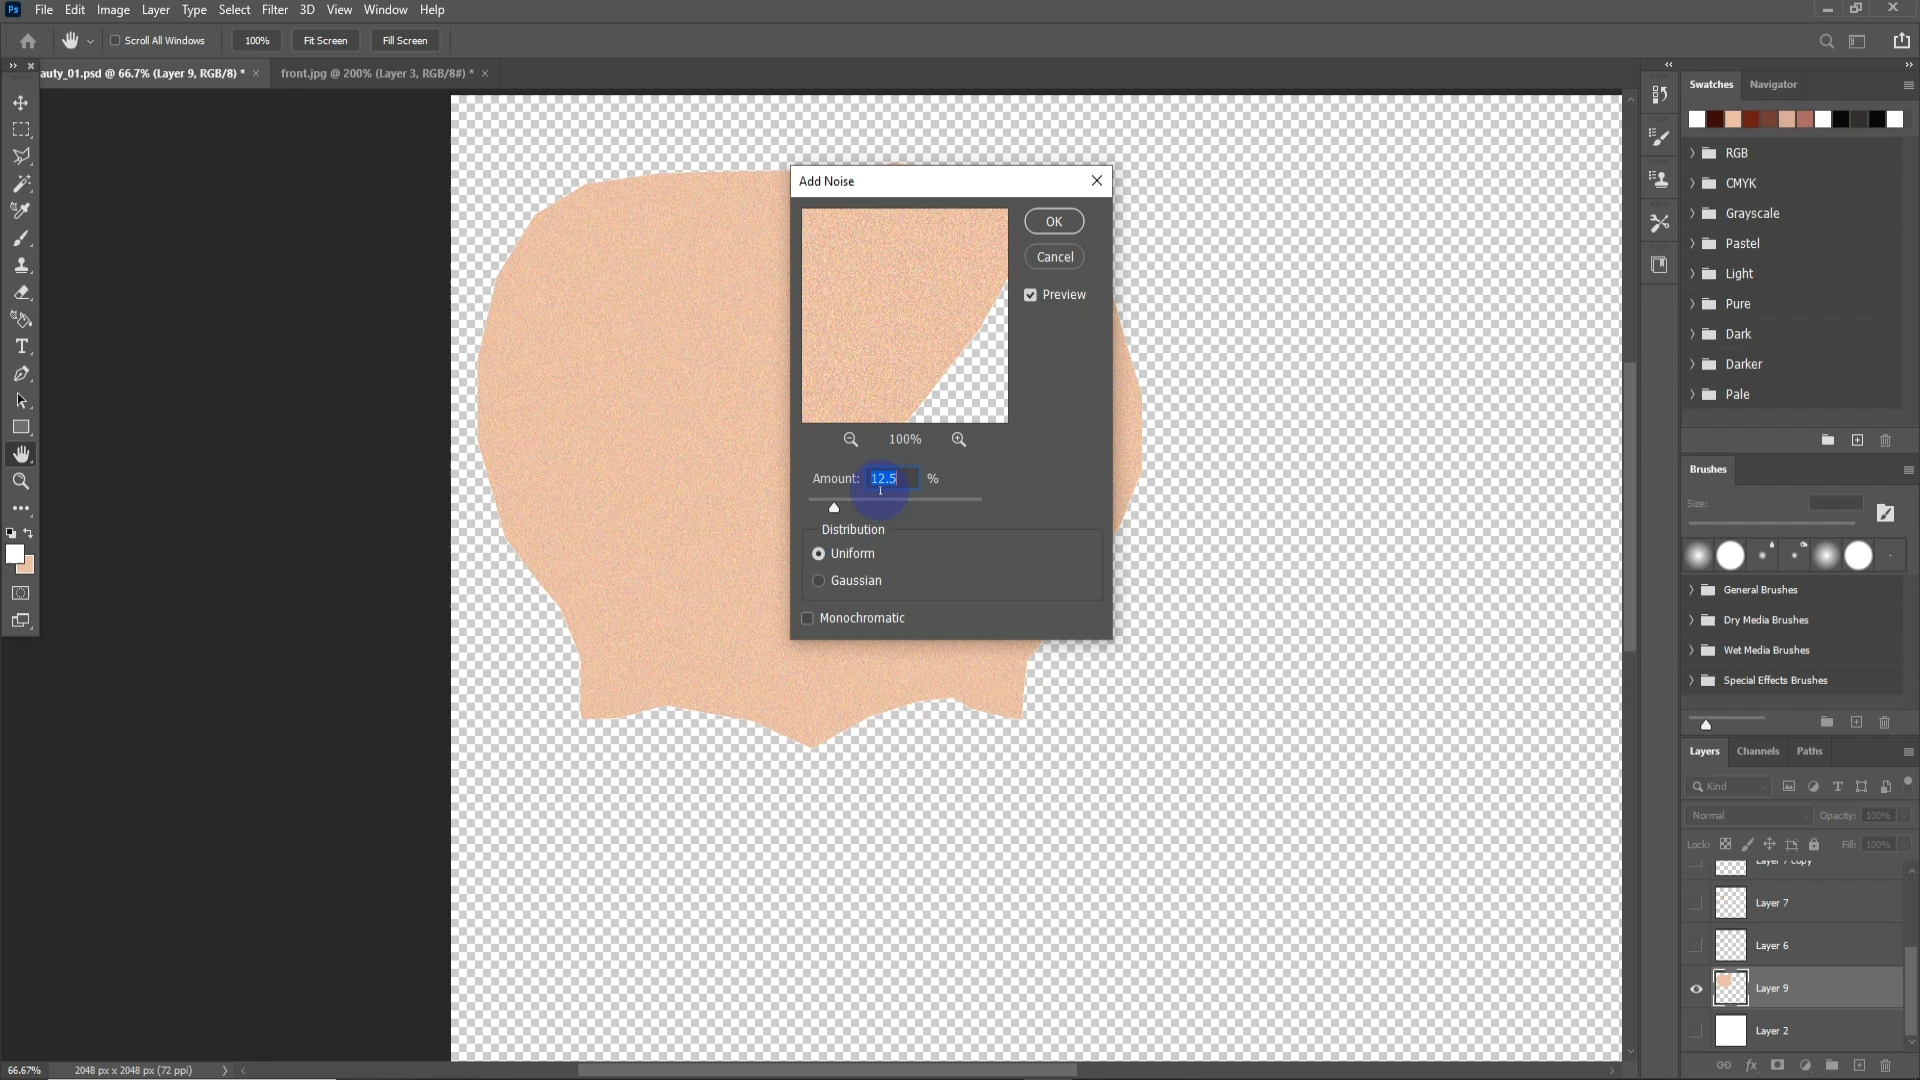 Ps File Edit Image Layer Type Select Filter 3D View Window Help
Scroll All Windows 100% Fit Screen Fill Screen
auty_01.psd @ 66.7% (Layer 9, RGB/8) *
front.jpg @ 200% (Layer 3, RGB/8#) *
Swatches Navigator
RGB
CMYK
Grayscale
Pastel
Light
Pure
Dark
Darker
Pale
Add Noise
OK
Cancel
Preview
100%
Amount: 12.5 %
Distribution
Uniform
Gaussian
Monochromatic
Brushes
Size:
General Brushes
Dry Media Brushes
Wet Media Brushes
Special Effects Brushes
Layers Channels Paths
Kind
Normal Opacity: 100%
Lock: Fill: 100%
Layer 7 copy
Layer 7
Layer 6
Layer 9
Layer 2
fx
66.67% 2048 px x 2048 px (72 ppi)